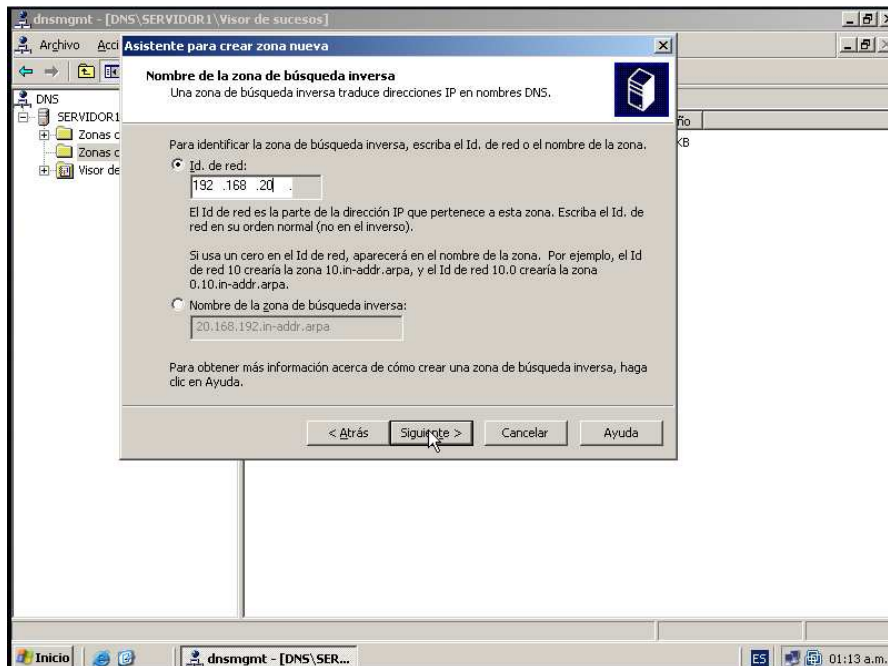 dnsmgmt - [DNS\SERVIDOR1\Visor de sucesos]
Archivo Acci
Asistente para crear zona nueva
Nombre de la zona de búsqueda inversa
Una zona de búsqueda inversa traduce direcciones IP en nombres DNS.
DNS
SERVIDOR1
Zonas c
Zonas c
Visor de
ño
KB
Para identificar la zona de búsqueda inversa, escriba el Id. de red o el nombre de la zona.
Id. de red:
192 .168 .20 .
El Id de red es la parte de la dirección IP que pertenece a esta zona. Escriba el Id. de
red en su orden normal (no en el inverso).
Si usa un cero en el Id de red, aparecerá en el nombre de la zona. Por ejemplo, el Id
de red 10 crearía la zona 10.in-addr.arpa, y el Id de red 10.0 crearía la zona
0.10.in-addr.arpa.
Nombre de la zona de búsqueda inversa:
20.168.192.in-addr.arpa
Para obtener más información acerca de cómo crear una zona de búsqueda inversa, haga
clic en Ayuda.
< Atrás Siguiente > Cancelar Ayuda
Inicio dnsmgmt - [DNS\SER... ES 01:13 a.m.